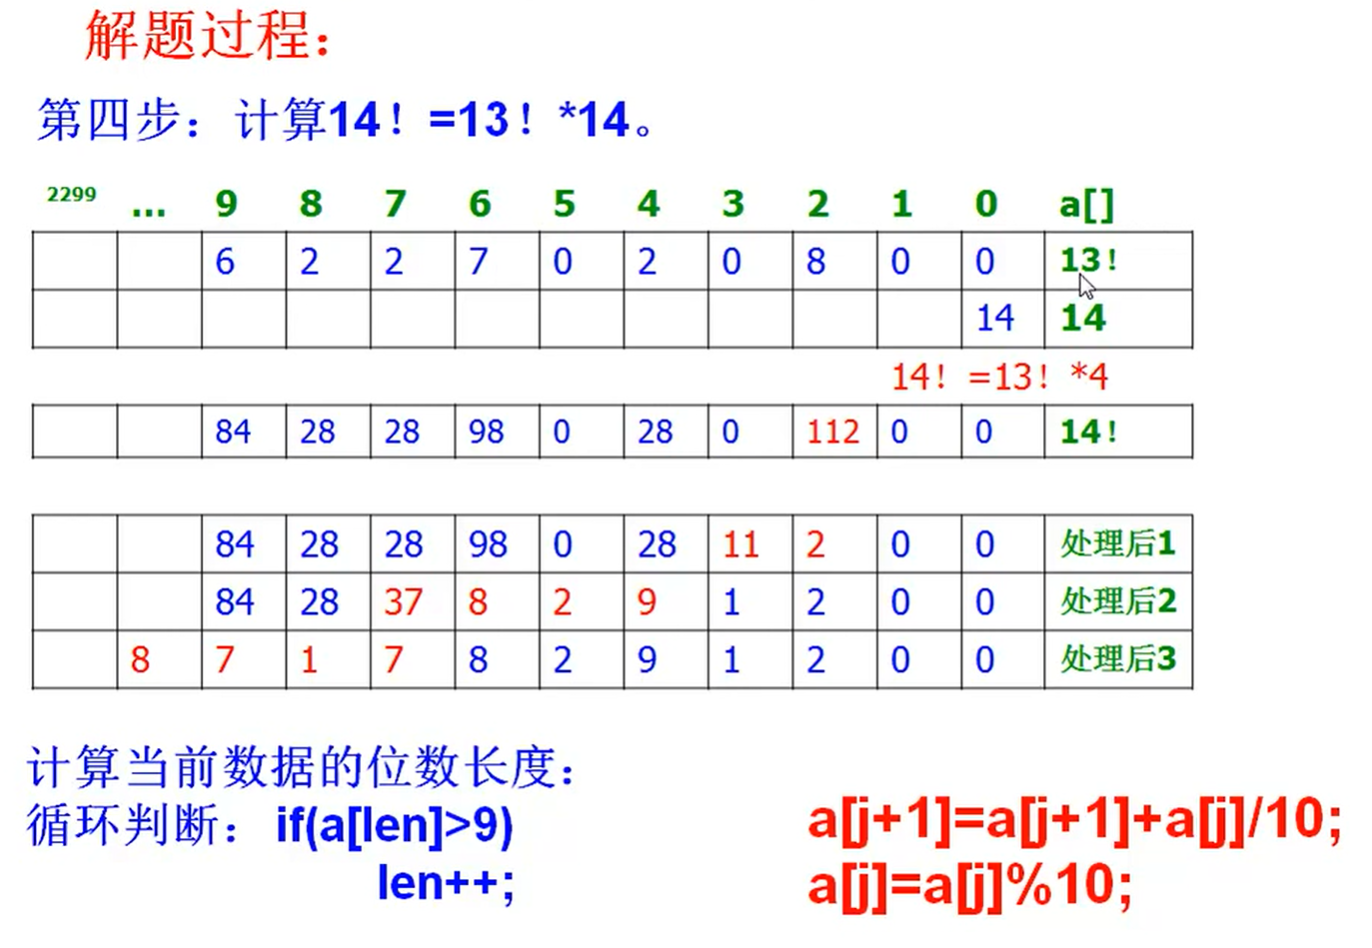 解题过程：
第四步：计算14！=13！*14。
2299 ... 9 8 7 6 5 4 3 2 1 0 a[]
6 2 2 7 0 2 0 8 0 0 13！
14 14
14！=13！*4
84 28 28 98 0 28 0 112 0 0 14！
84 28 28 98 0 28 11 2 0 0 处理后1
84 28 37 8 2 9 1 2 0 0 处理后2
8 7 1 7 8 2 9 1 2 0 0 处理后3
计算当前数据的位数长度：
循环判断：if(a[len]>9)
len++;
a[j+1]=a[j+1]+a[j]/10;
a[j]=a[j]%10;